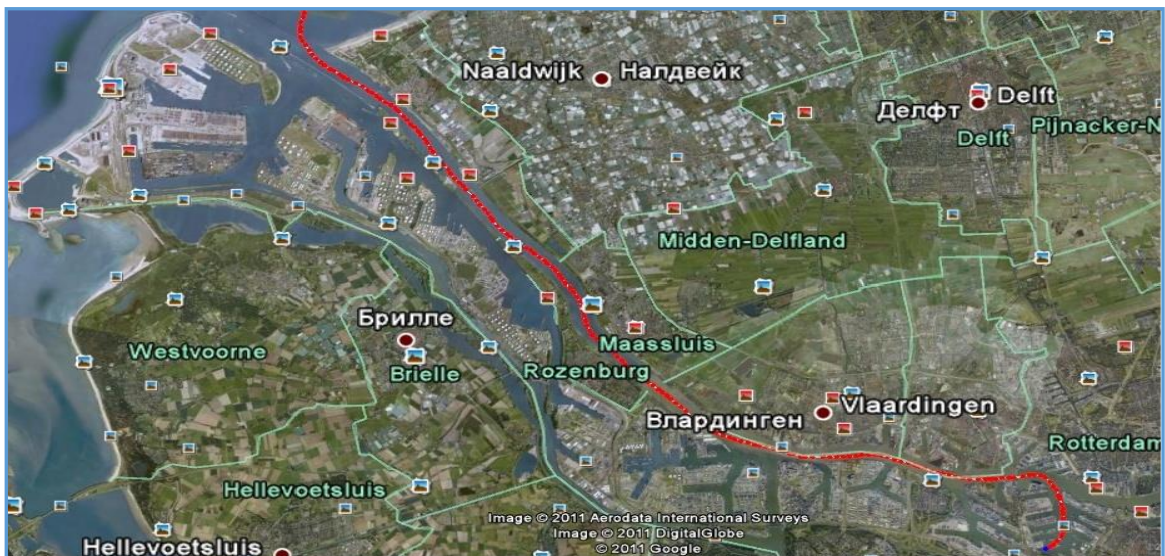 Naaldwijk Налдвейк
Делфт Delft
Delft Pijnacker-N
Midden-Delfland
Брилле
Westvoorne
Brielle
Maassluis
Rozenburg
Влардинген Vlaardingen
Rotterdam
Hellevoetsluis
Image © 2011 Aerodata International Surveys
Image © 2011 DigitalGlobe
© 2011 Google
Hellevoetsluis